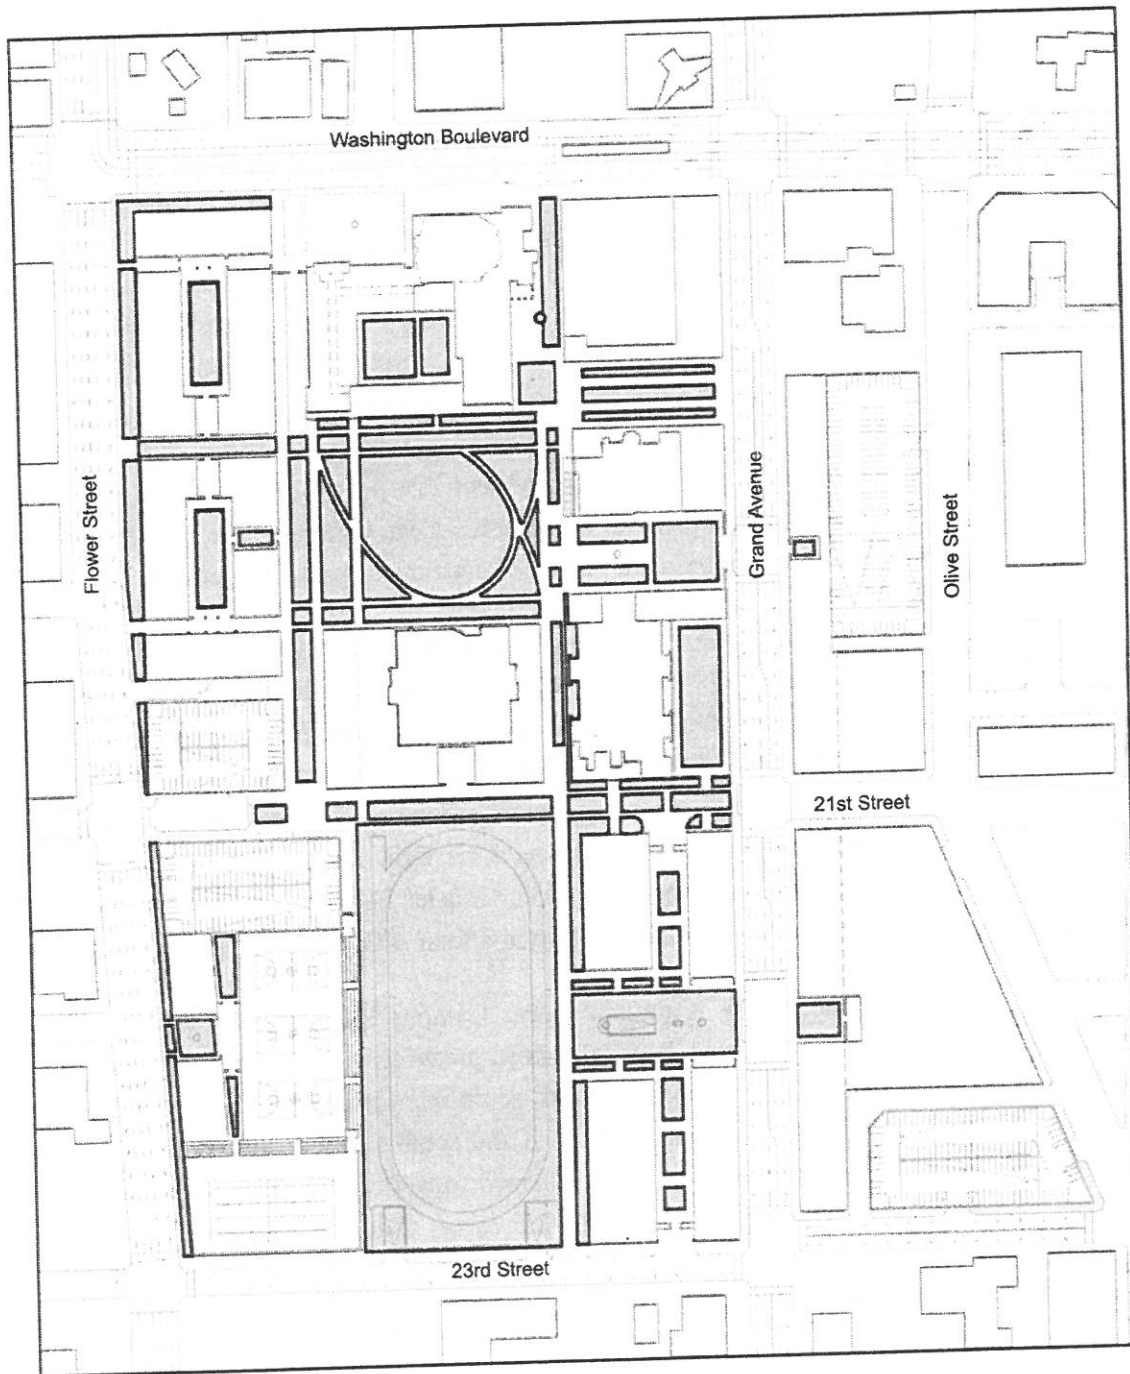 Washington Boulevard
Flower Street
Grand Avenue
Olive Street
21st Street
23rd Street